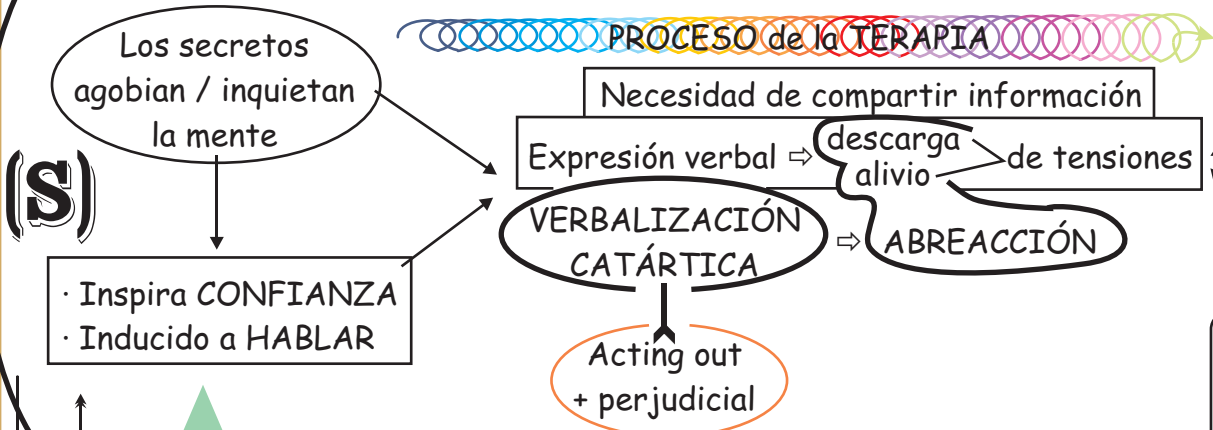 PROCESO de la TERAPIA
Los secretos
agobian / inquietan
la mente
(S)
· Inspira CONFIANZA
· Inducido a HABLAR
Necesidad de compartir información
Expresión verbal ⇨ descarga
alivio
de tensiones
VERBALIZACIÓN
CATÁRTICA
⇨ ABREACCIÓN
Acting out
+ perjudicial